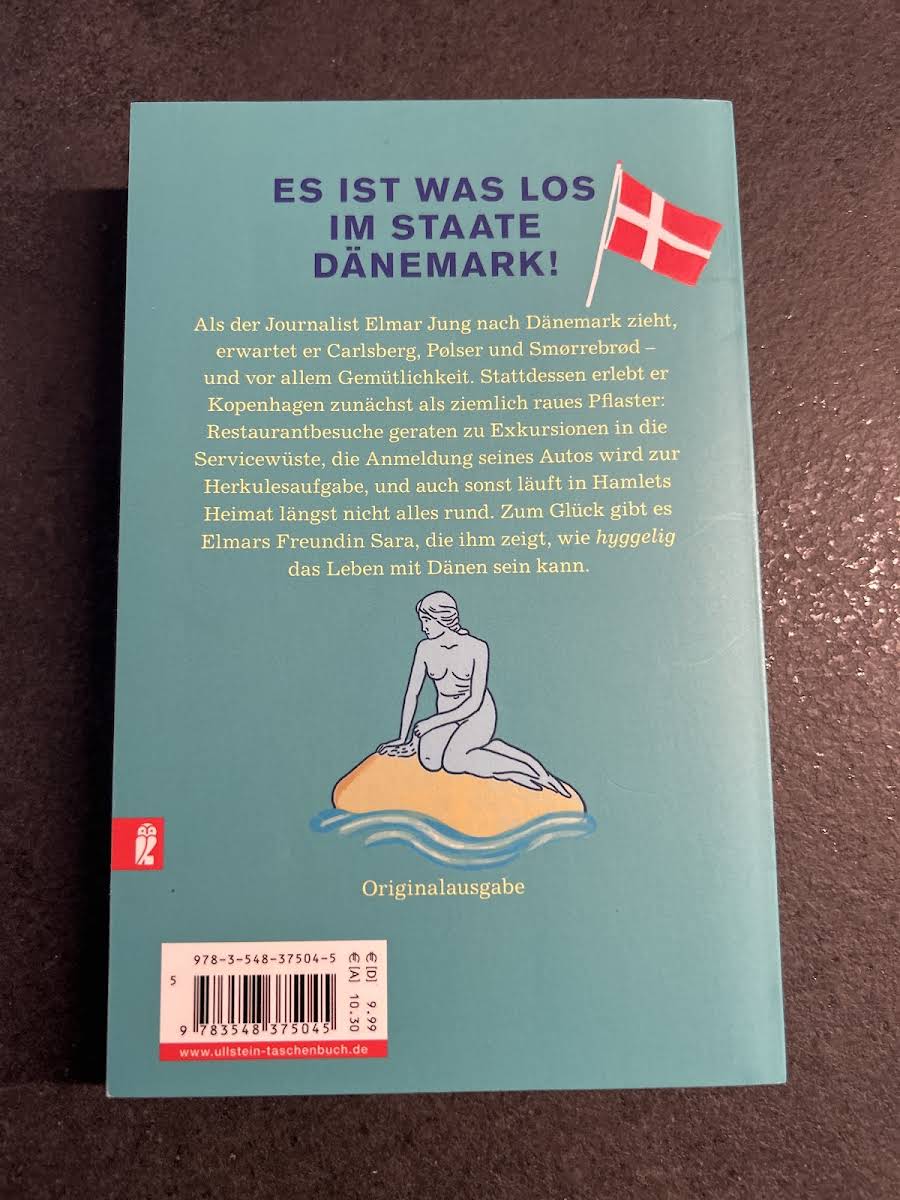 ES IST WAS LOS
IM STAATE
DÄNEMARK!
Als der Journalist Elmar Jung nach Dänemark zieht,
erwartet er Carlsberg, Pølser und Smørrebrød –
und vor allem Gemütlichkeit. Stattdessen erlebt er
Kopenhagen zunächst als ziemlich raues Pflaster:
Restaurantbesuche geraten zu Exkursionen in die
Servicewüste, die Anmeldung seines Autos wird zur
Herkulesaufgabe, und auch sonst läuft in Hamlets
Heimat längst nicht alles rund. Zum Glück gibt es
Elmars Freundin Sara, die ihm zeigt, wie hyggelig
das Leben mit Dänen sein kann.
Originalausgabe
978-3-548-37504-5
5
9 783548 375045
€ [D] 9.99
€ [A] 10.30
www.ullstein-taschenbuch.de